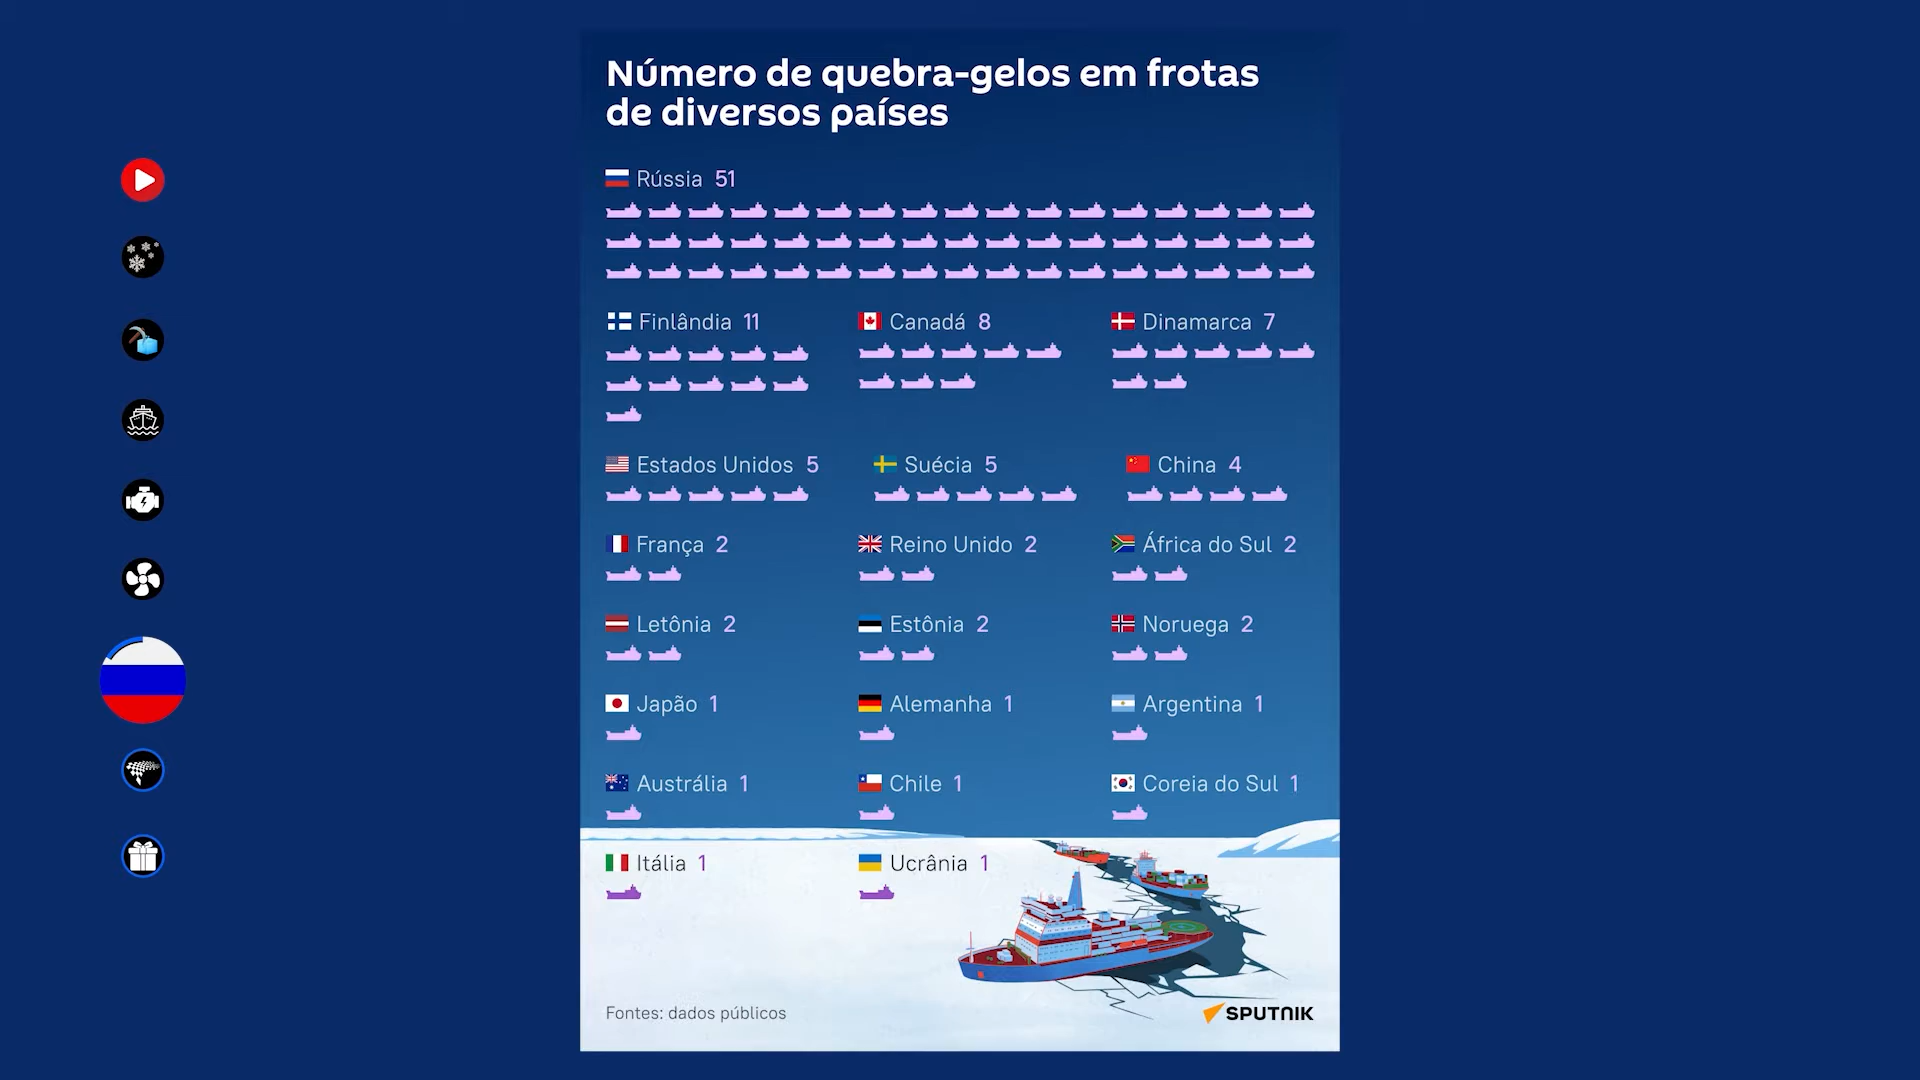 Número de quebra-gelos em frotas
de diversos países
Rússia 51
Finlândia 11
Canadá 8
Dinamarca 7
Estados Unidos 5
Suécia 5
China 4
França 2
Reino Unido 2
África do Sul 2
Letônia 2
Estônia 2
Noruega 2
Japão 1
Alemanha 1
Argentina 1
Austrália 1
Chile 1
Coreia do Sul 1
Itália 1
Ucrânia 1
Fontes: dados públicos
SPUTNIK